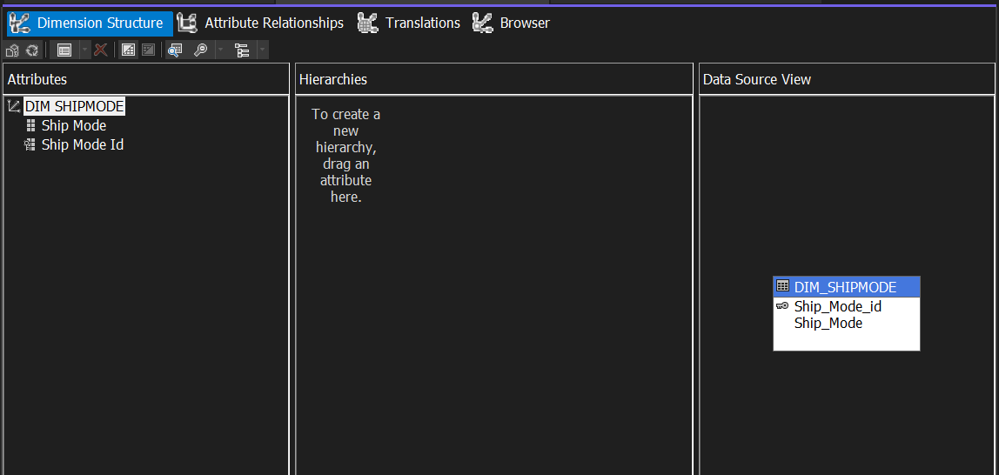 Dimension Structure Attribute Relationships Translations Browser
Attributes
DIM SHIPMODE
Ship Mode
Ship Mode Id
Hierarchies
To create a
new
hierarchy,
drag an
attribute
here.
Data Source View
DIM_SHIPMODE
Ship_Mode_id
Ship_Mode